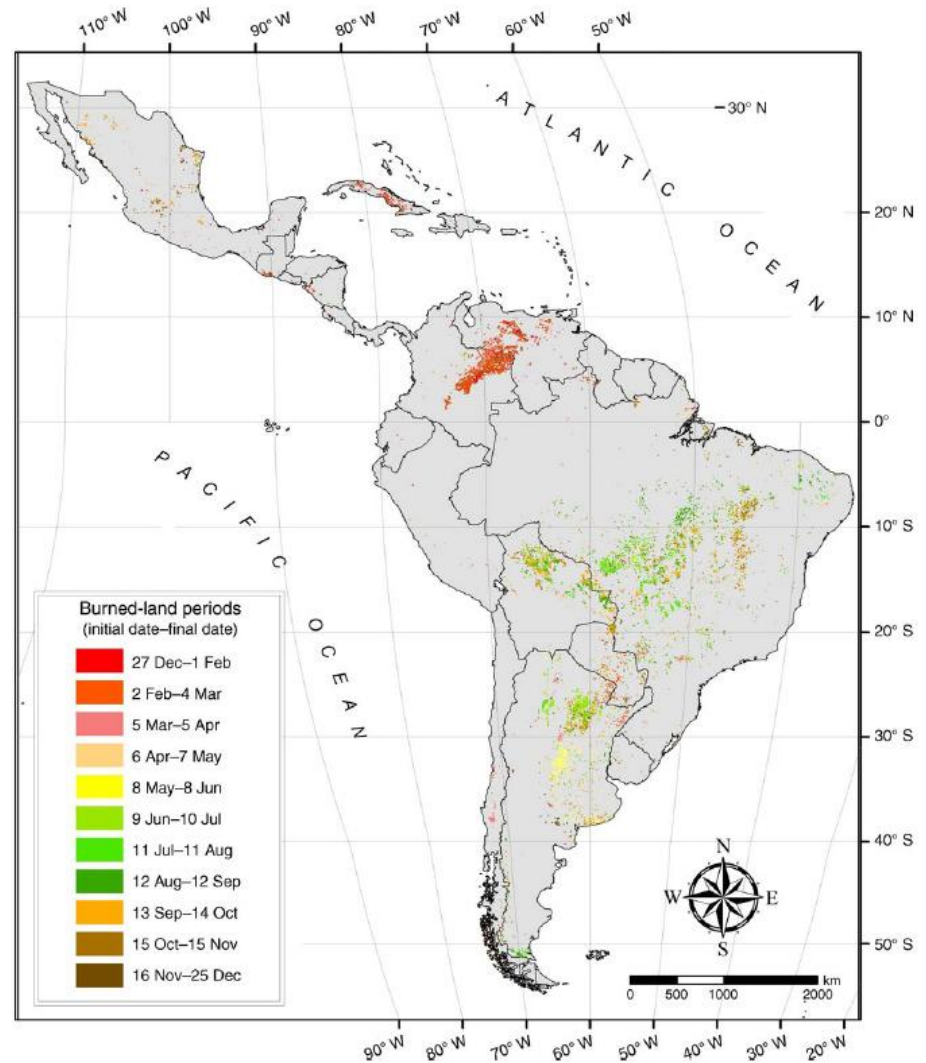 110° W 100° W 90° W 80° W 70° W 60° W 50° W
ATLANTIC OCEAN
30° N
20° N
10° N
0°
10° S
20° S
30° S
40° S
50° S
PACIFIC OCEAN
Burned-land periods
(initial date–final date)
27 Dec–1 Feb
2 Feb–4 Mar
5 Mar–5 Apr
6 Apr–7 May
8 May–8 Jun
9 Jun–10 Jul
11 Jul–11 Aug
12 Aug–12 Sep
13 Sep–14 Oct
15 Oct–15 Nov
16 Nov–25 Dec
N
W E
S
km
0 500 1000 2000
90° W 80° W 70° W 60° W 50° W 40° W 30° W 20° W